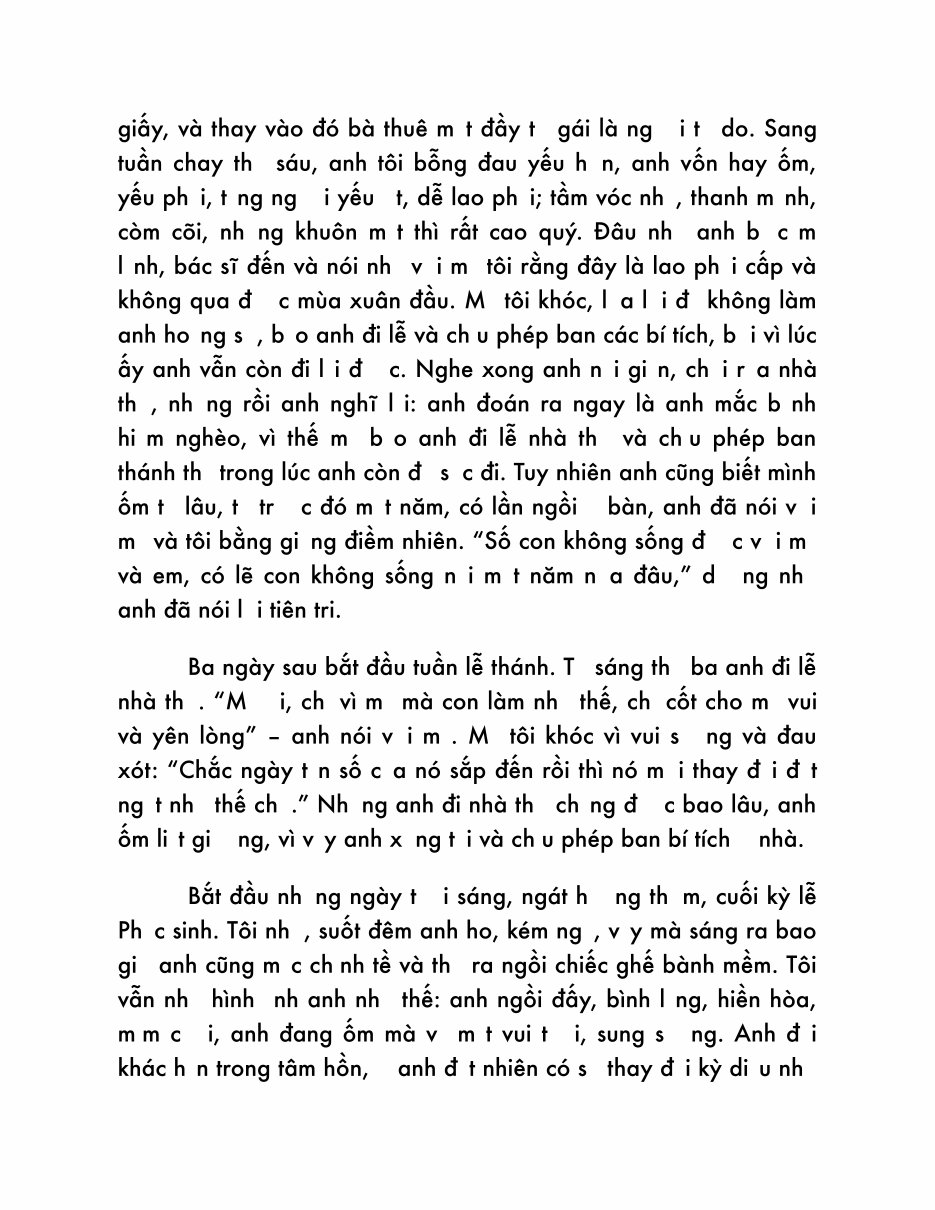 giấy, và thay vào đó bà thuê m t đầy t gái là ng i t do. Sang
tuần chay th sáu, anh tôi bỗng đau yếu h n, anh vốn hay ốm,
yếu ph i, t ng ng i yếu t, dễ lao ph i; tầm vóc nh , thanh m nh,
còm cõi, nh ng khuôn m t thì rất cao quý. Đâu nh anh b c m
l nh, bác sĩ đến và nói nh v i m tôi rằng đây là lao ph i cấp và
không qua đ c mùa xuân đầu. M tôi khóc, l a l i đ không làm
anh ho ng s , b o anh đi lễ và ch u phép ban các bí tích, b i vì lúc
ấy anh vẫn còn đi l i đ c. Nghe xong anh n i gi n, ch i r a nhà
th , nh ng rồi anh nghĩ l i: anh đoán ra ngay là anh mắc b nh
hi m nghèo, vì thế m b o anh đi lễ nhà th và ch u phép ban
thánh th trong lúc anh còn đ s c đi. Tuy nhiên anh cũng biết mình
ốm t lâu, t tr c đó m t năm, có lần ngồi bàn, anh đã nói v i
m và tôi bằng gi ng điềm nhiên. “Số con không sống đ c v i m
và em, có lẽ con không sống n i m t năm n a đâu,” d ng nh
anh đã nói l i tiên tri.
Ba ngày sau bắt đầu tuần lễ thánh. T sáng th ba anh đi lễ
nhà th . “M i, ch vì m mà con làm nh thế, ch cốt cho m vui
và yên lòng” – anh nói v i m . M tôi khóc vì vui s ng và đau
xót: “Chắc ngày t n số c a nó sắp đến rồi thì nó m i thay đ i đ t
ng t nh thế ch .” Nh ng anh đi nhà th ch ng đ c bao lâu, anh
ốm li t gi ng, vì v y anh x ng t i và ch u phép ban bí tích nhà.
Bắt đầu nh ng ngày t i sáng, ngát h ng th m, cuối kỳ lễ
Ph c sinh. Tôi nh , suốt đêm anh ho, kém ng , v y mà sáng ra bao
gi anh cũng m c ch nh tề và th ra ngồi chiếc ghế bành mềm. Tôi
vẫn nh hình nh anh nh thế: anh ngồi đấy, bình l ng, hiền hòa,
m m c i, anh đang ốm mà v m t vui t i, sung s ng. Anh đ i
khác h n trong tâm hồn, anh đ t nhiên có s thay đ i kỳ di u nh